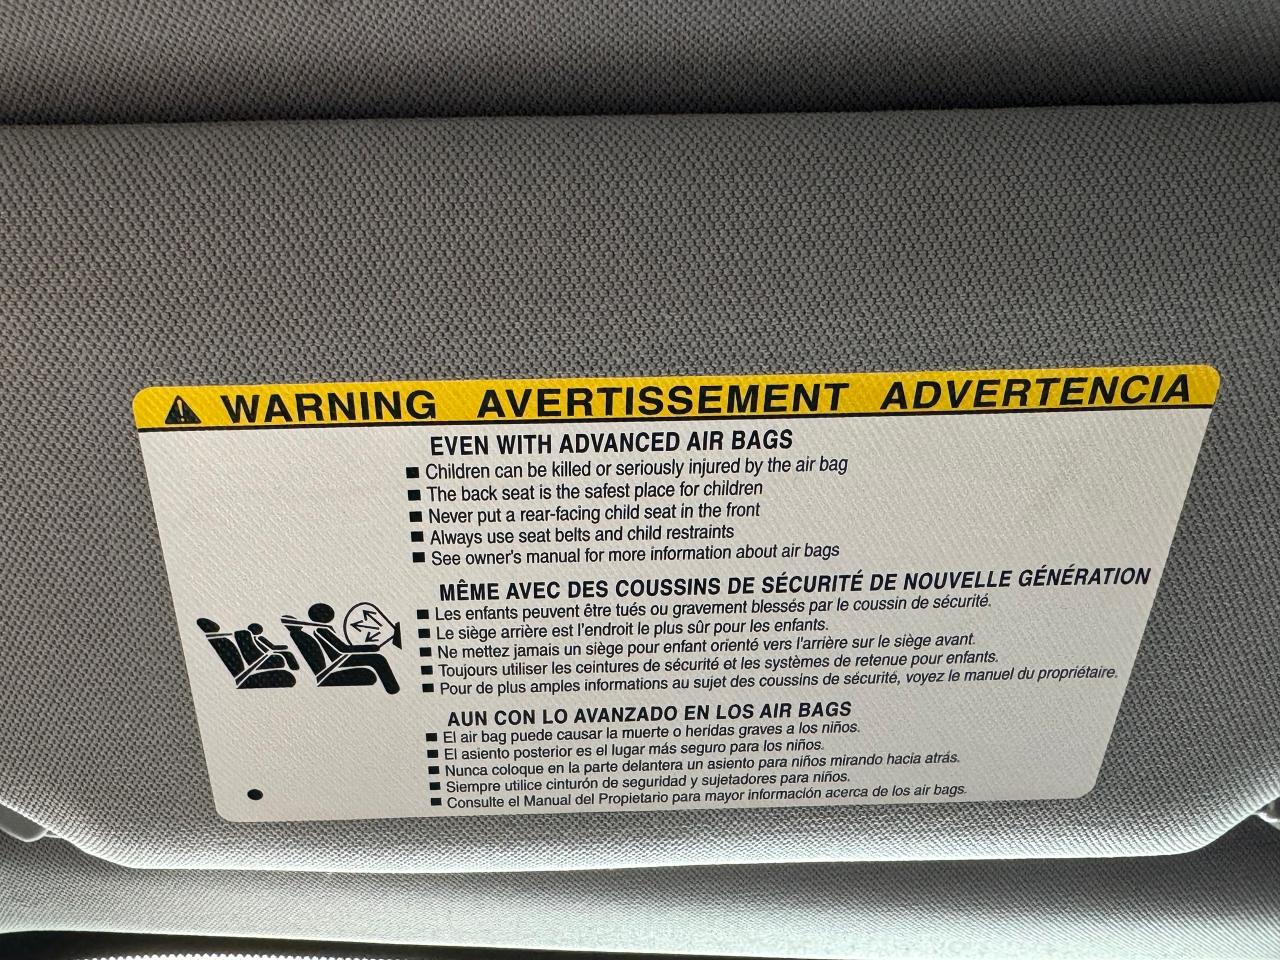 WARNING AVERTISSEMENT ADVERTENCIA
EVEN WITH ADVANCED AIR BAGS
■ Children can be killed or seriously injured by the air bag
■ The back seat is the safest place for children
■ Never put a rear-facing child seat in the front
■ Always use seat belts and child restraints
■ See owner's manual for more information about air bags
MÊME AVEC DES COUSSINS DE SÉCURITÉ DE NOUVELLE GÉNÉRATION
■ Les enfants peuvent être tués ou gravement blessés par le coussin de sécurité.
■ Le siège arrière est l'endroit le plus sûr pour les enfants.
■ Ne mettez jamais un siège pour enfant orienté vers l'arrière sur le siège avant.
■ Toujours utiliser les ceintures de sécurité et les systèmes de retenue pour enfants.
■ Pour de plus amples informations au sujet des coussins de sécurité, voyez le manuel du propriétaire.
AUN CON LO AVANZADO EN LOS AIR BAGS
■ El air bag puede causar la muerte o heridas graves a los niños.
■ El asiento posterior es el lugar más seguro para los niños.
■ Nunca coloque en la parte delantera un asiento para niños mirando hacia atrás.
■ Siempre utilice cinturón de seguridad y sujetadores para niños.
■ Consulte el Manual del Propietario para mayor información acerca de los air bags.